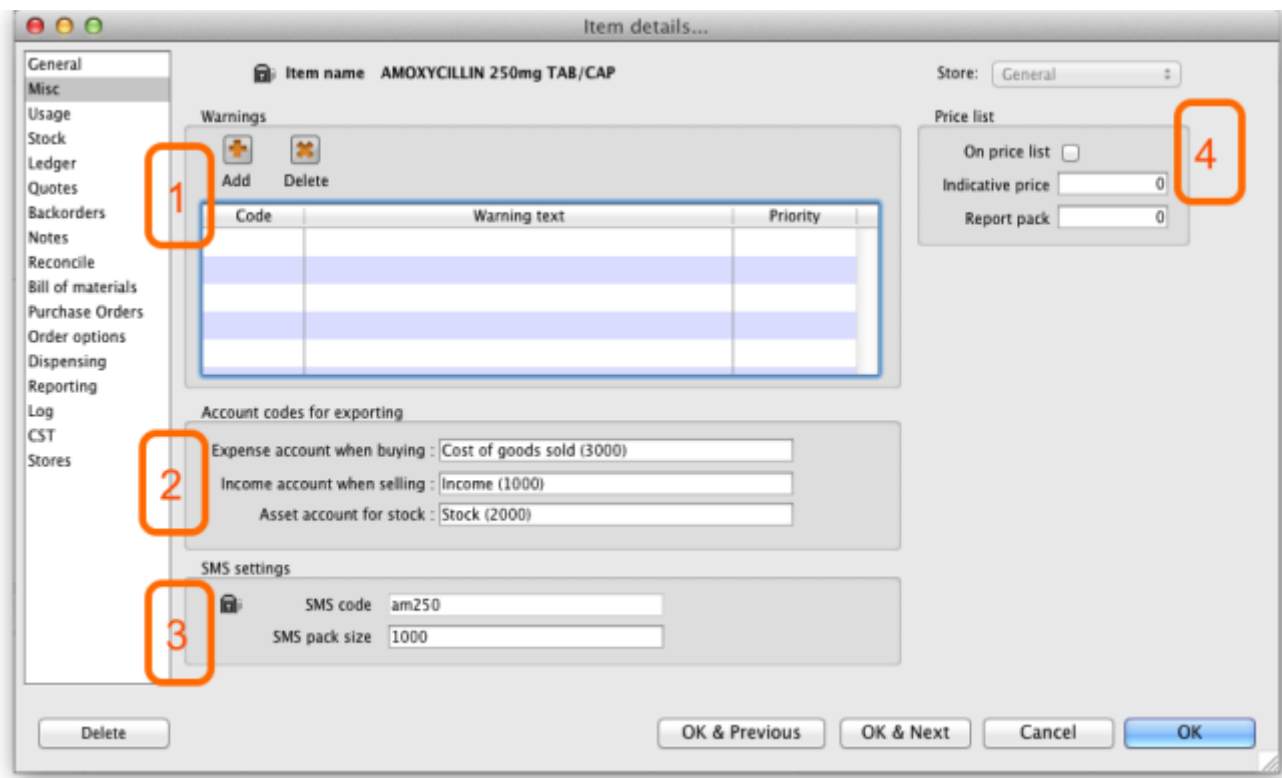 Item details...
General
Misc
Usage
Stock
Ledger
Quotes
Backorders
Notes
Reconcile
Bill of materials
Purchase Orders
Order options
Dispensing
Reporting
Log
CST
Stores
Item name AMOXYCILLIN 250mg TAB/CAP
Store: General
Warnings
1
Add Delete
Code Warning text Priority
Price list
4
On price list
Indicative price 0
Report pack 0
Account codes for exporting
2
Expense account when buying : Cost of goods sold (3000)
Income account when selling : Income (1000)
Asset account for stock : Stock (2000)
SMS settings
3
SMS code am250
SMS pack size 1000
Delete OK & Previous OK & Next Cancel OK